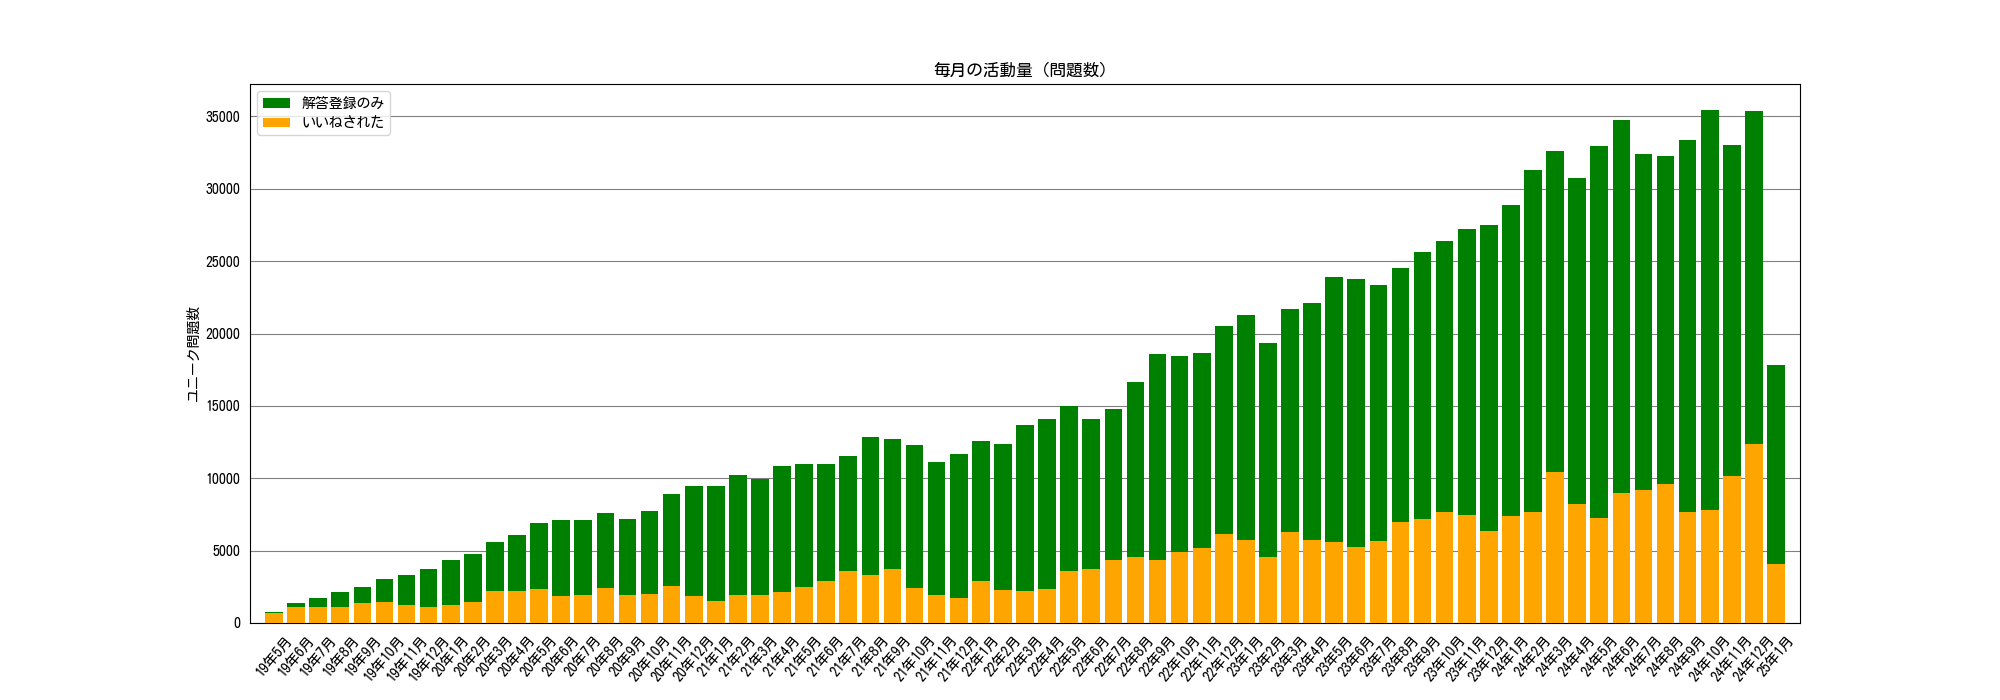 毎月の活動量（問題数）
解答登録のみ
いいねされた
ユニーク問題数
35000
30000
25000
20000
15000
10000
5000
0
19年5月
19年6月
19年7月
19年8月
19年9月
19年10月
19年11月
19年12月
20年1月
20年2月
20年3月
20年4月
20年5月
20年6月
20年7月
20年8月
20年9月
20年10月
20年11月
20年12月
21年1月
21年2月
21年3月
21年4月
21年5月
21年6月
21年7月
21年8月
21年9月
21年10月
21年11月
21年12月
22年1月
22年2月
22年3月
22年4月
22年5月
22年6月
22年7月
22年8月
22年9月
22年10月
22年11月
22年12月
23年1月
23年2月
23年3月
23年4月
23年5月
23年6月
23年7月
23年8月
23年9月
23年10月
23年11月
23年12月
24年1月
24年2月
24年3月
24年4月
24年5月
24年6月
24年7月
24年8月
24年9月
24年10月
24年11月
24年12月
25年1月